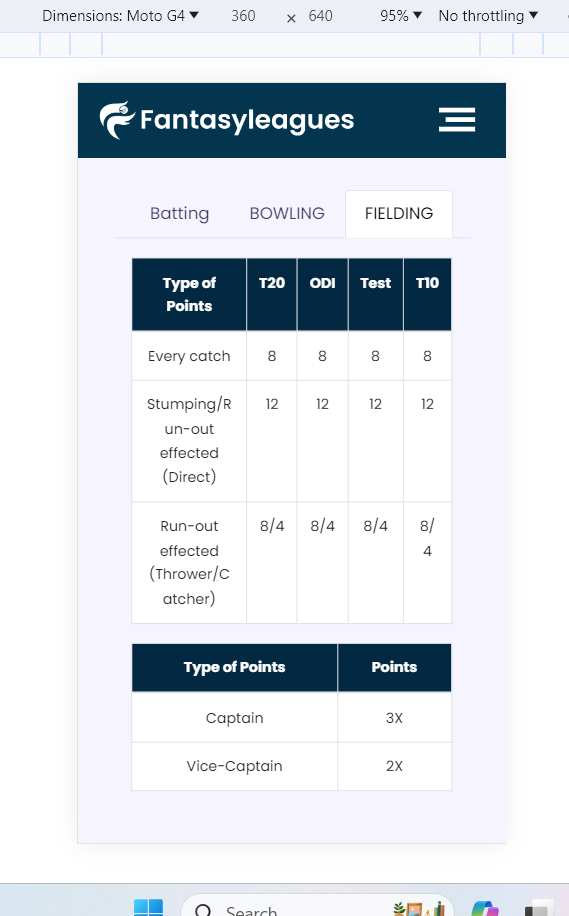 Dimensions: Moto G4 ▼ 360 × 640 95% ▼ No throttling ▼
Fantasyleagues
Batting BOWLING FIELDING
Type of
Points T20 ODI Test T10
Every catch 8 8 8 8
Stumping/R 12 12 12 12
un-out
effected
(Direct)
Run-out 8/4 8/4 8/4 8/
effected 4
(Thrower/C
atcher)
Type of Points Points
Captain 3X
Vice-Captain 2X
Search